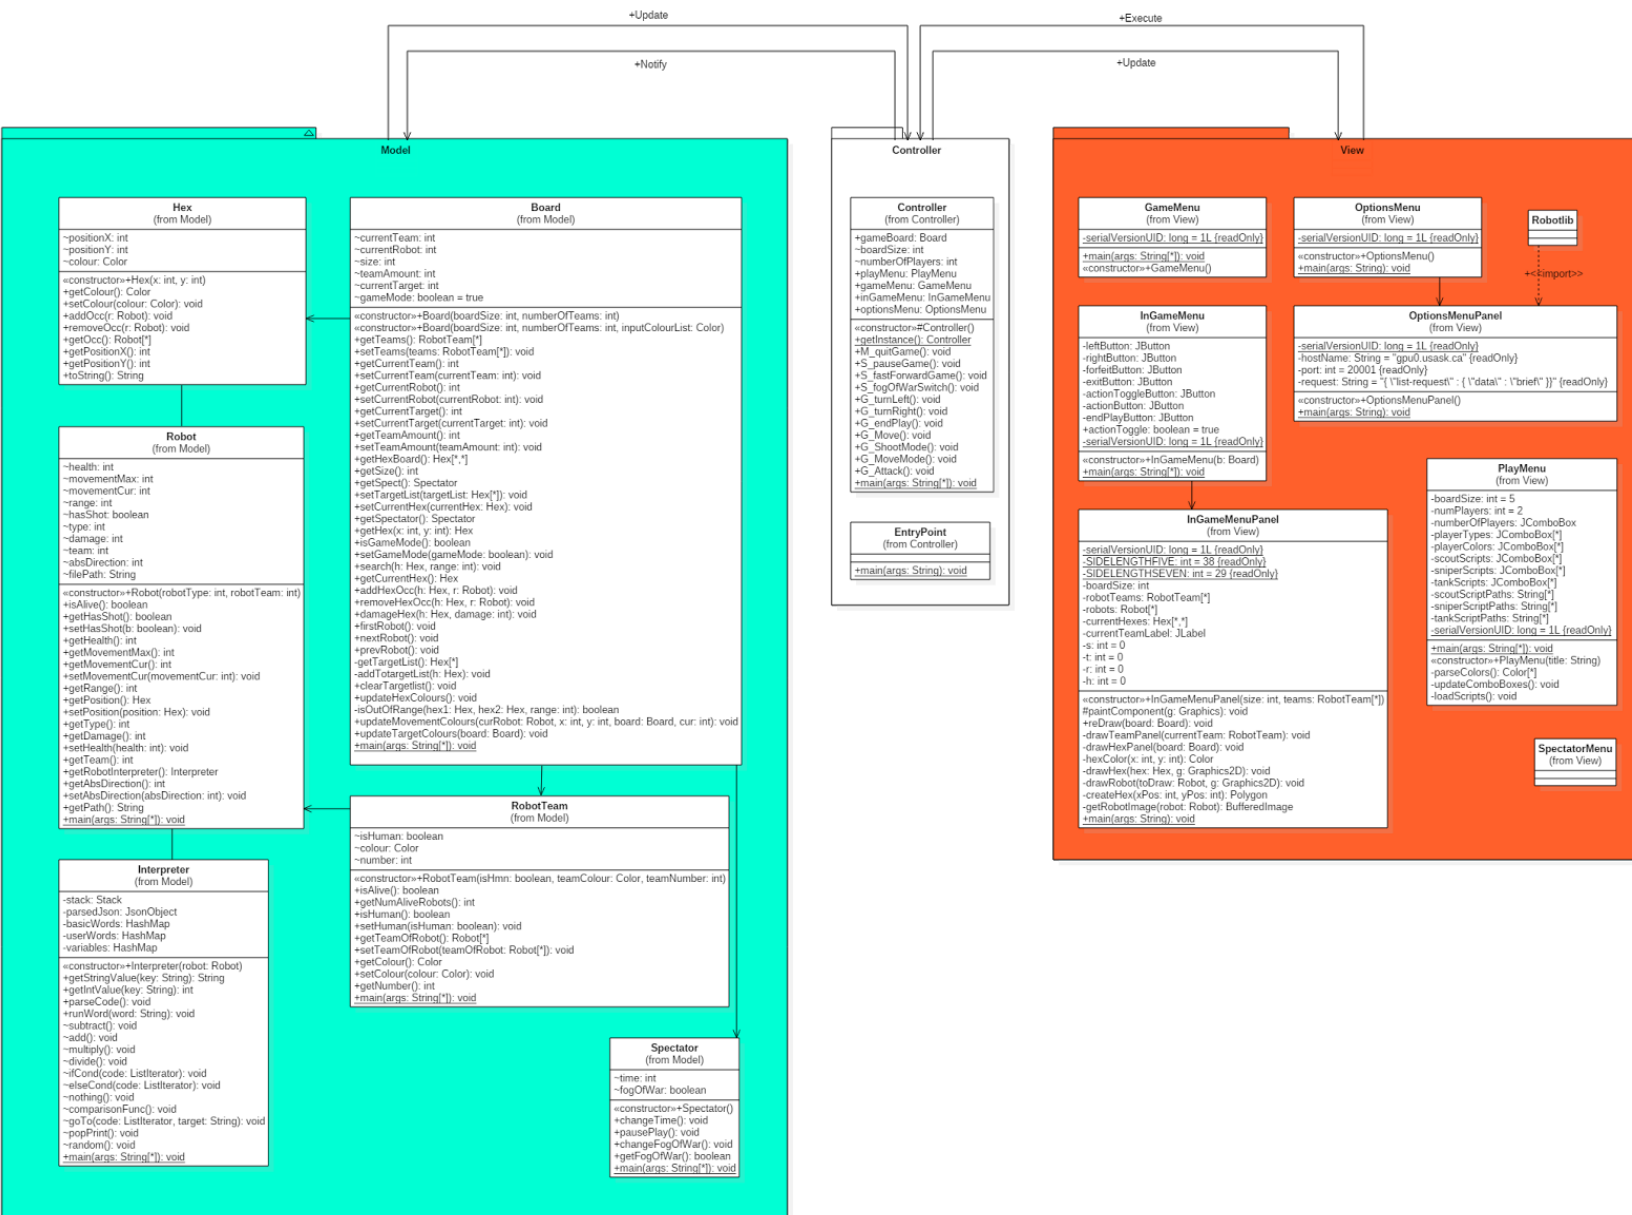 +Update
+Execute
+Notify
+Update
Model
Hex
(from Model)
~positionX: int
~positionY: int
~colour: Color
«constructor»+Hex(x: int, y: int)
+getColour(): Color
+setColour(colour: Color): void
+addOcc(r: Robot): void
+removeOcc(r: Robot): void
+getOcc(): Robot[*]
+getPositionX(): int
+getPositionY(): int
+toString(): String
Robot
(from Model)
~health: int
~movementMax: int
~movementCur: int
~range: int
~hasShot: boolean
~type: int
~damage: int
~team: int
~absDirection: int
~filePath: String
«constructor»+Robot(robotType: int, robotTeam: int)
+isAlive(): boolean
+getHasShot(): boolean
+setHasShot(b: boolean): void
+getHealth(): int
+getMovementMax(): int
+getMovementCur(): int
+setMovementCur(movementCur: int): void
+getRange(): int
+getPosition(): Hex
+setPosition(position: Hex): void
+getType(): int
+getDamage(): int
+setHealth(health: int): void
+getTeam(): int
+getRobotInterpreter(): Interpreter
+getAbsDirection(): int
+setAbsDirection(absDirection: int): void
+getPath(): String
+main(args: String[*]): void
Interpreter
(from Model)
-stack: Stack
-parsedJson: JsonObject
-basicWords: HashMap
-userWords: HashMap
-variables: HashMap
«constructor»+Interpreter(robot: Robot)
+getStringValue(key: String): String
+getIntValue(key: String): int
+parseCode(): void
+runWord(word: String): void
~subtract(): void
~add(): void
~multiply(): void
~divide(): void
~ifCond(code: ListIterator): void
~elseCond(code: ListIterator): void
~nothing(): void
~comparisonFunc(): void
~goTo(code: ListIterator, target: String): void
~popPrint(): void
~random(): void
+main(args: String[*]): void
Board
(from Model)
~currentTeam: int
~currentRobot: int
~size: int
~teamAmount: int
~currentTarget: int
~gameMode: boolean = true
«constructor»+Board(boardSize: int, numberOfTeams: int)
«constructor»+Board(boardSize: int, numberOfTeams: int, inputColourList: Color)
+getTeams(): RobotTeam[*]
+setTeams(teams: RobotTeam[*]): void
+getCurrentTeam(): int
+setCurrentTeam(currentTeam: int): void
+getCurrentRobot(): int
+setCurrentRobot(currentRobot: int): void
+getCurrentTarget(): int
+setCurrentTarget(currentTarget: int): void
+getTeamAmount(): int
+setTeamAmount(teamAmount: int): void
+getHexBoard(): Hex[*,*]
+getSize(): int
+getSpect(): Spectator
+setTargetList(targetList: Hex[*]): void
+setCurrentHex(currentHex: Hex): void
+getSpectator(): Spectator
+getHex(x: int, y: int): Hex
+isGameMode(): boolean
+setGameMode(gameMode: boolean): void
+search(h: Hex, range: int): void
+getCurrentHex(): Hex
+addHexOcc(h: Hex, r: Robot): void
+removeHexOcc(h: Hex, r: Robot): void
+damageHex(h: Hex, damage: int): void
+firstRobot(): void
+nextRobot(): void
+prevRobot(): void
-getTargetList(): Hex[*]
-addTotargetList(h: Hex): void
+clearTargetlist(): void
+updateHexColours(): void
-isOutOfRange(hex1: Hex, hex2: Hex, range: int): boolean
+updateMovementColours(curRobot: Robot, x: int, y: int, board: Board, cur: int): void
+updateTargetColours(board: Board): void
+main(args: String[*]): void
RobotTeam
(from Model)
~isHuman: boolean
~colour: Color
~number: int
«constructor»+RobotTeam(isHmn: boolean, teamColour: Color, teamNumber: int)
+isAlive(): boolean
+getNumAliveRobots(): int
+isHuman(): boolean
+setHuman(isHuman: boolean): void
+getTeamOfRobot(): Robot[*]
+setTeamOfRobot(teamOfRobot: Robot[*]): void
+getColour(): Color
+setColour(colour: Color): void
+getNumber(): int
+main(args: String[*]): void
Spectator
(from Model)
~time: int
~fogOfWar: boolean
«constructor»+Spectator()
+changeTime(): void
+pausePlay(): void
+changeFogOfWar(): void
+getFogOfWar(): boolean
+main(args: String[*]): void
Controller
Controller
(from Controller)
+gameBoard: Board
~boardSize: int
~numberOfPlayers: int
+playMenu: PlayMenu
+gameMenu: GameMenu
+inGameMenu: InGameMenu
+optionsMenu: OptionsMenu
«constructor»#Controller()
+getInstance(): Controller
+M_quitGame(): void
+S_pauseGame(): void
+S_fastForwardGame(): void
+S_fogOfWarSwitch(): void
+G_turnLeft(): void
+G_turnRight(): void
+G_endPlay(): void
+G_Move(): void
+G_ShootMode(): void
+G_MoveMode(): void
+G_Attack(): void
+main(args: String[*]): void
EntryPoint
(from Controller)
+main(args: String): void
View
GameMenu
(from View)
-serialVersionUID: long = 1L {readOnly}
+main(args: String[*]): void
«constructor»+GameMenu()
InGameMenu
(from View)
-leftButton: JButton
-rightButton: JButton
-forfeitButton: JButton
-exitButton: JButton
-actionToggleButton: JButton
-actionButton: JButton
-endPlayButton: JButton
+actionToggle: boolean = true
-serialVersionUID: long = 1L {readOnly}
«constructor»+InGameMenu(b: Board)
+main(args: String[*]): void
InGameMenuPanel
(from View)
-serialVersionUID: long = 1L {readOnly}
-SIDELENGTHFIVE: int = 38 {readOnly}
-SIDELENGTHSEVEN: int = 29 {readOnly}
-boardSize: int
-robotTeams: RobotTeam[*]
-robots: Robot[*]
-currentHexes: Hex[*,*]
-currentTeamLabel: JLabel
-s: int = 0
-t: int = 0
-r: int = 0
-h: int = 0
«constructor»+InGameMenuPanel(size: int, teams: RobotTeam[*])
#paintComponent(g: Graphics): void
+reDraw(board: Board): void
-drawTeamPanel(currentTeam: RobotTeam): void
-drawHexPanel(board: Board): void
-hexColor(x: int, y: int): Color
-drawHex(hex: Hex, g: Graphics2D): void
-drawRobot(toDraw: Robot, g: Graphics2D): void
-createHex(xPos: int, yPos: int): Polygon
-getRobotImage(robot: Robot): BufferedImage
+main(args: String): void
OptionsMenu
(from View)
-serialVersionUID: long = 1L {readOnly}
«constructor»+OptionsMenu()
+main(args: String): void
Robotlib
+<<import>>
OptionsMenuPanel
(from View)
-serialVersionUID: long = 1L {readOnly}
-hostName: String = "gpu0.usask.ca" {readOnly}
-port: int = 20001 {readOnly}
-request: String = "{ \"list-request\" : { \"data\" : \"brief\" }}" {readOnly}
«constructor»+OptionsMenuPanel()
+main(args: String): void
PlayMenu
(from View)
-boardSize: int = 5
-numPlayers: int = 2
-numberOfPlayers: JComboBox
-playerTypes: JComboBox[*]
-playerColors: JComboBox[*]
-scoutScripts: JComboBox[*]
-sniperScripts: JComboBox[*]
-tankScripts: JComboBox[*]
-scoutScriptPaths: String[*]
-sniperScriptPaths: String[*]
-tankScriptPaths: String[*]
-serialVersionUID: long = 1L {readOnly}
+main(args: String[*]): void
«constructor»+PlayMenu(title: String)
-parseColors(): Color[*]
-updateComboBoxes(): void
-loadScripts(): void
SpectatorMenu
(from View)